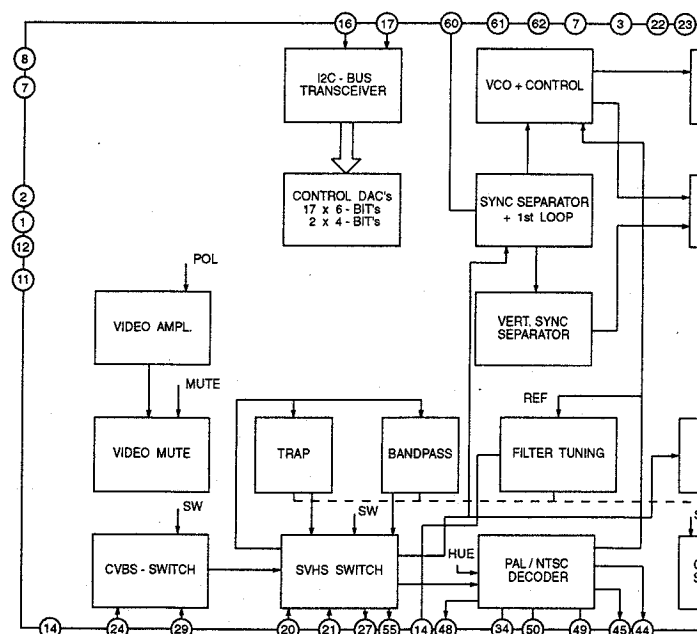 16 17 60 61 62 7 3 22 23
8
7
2
1
12
11
I2C - BUS
TRANSCEIVER
VCO + CONTROL
CONTROL DAC's
17 x 6 - BIT's
2 x 4 - BIT's
SYNC SEPARATOR
+ 1st LOOP
POL
VIDEO AMPL.
VERT. SYNC
SEPARATOR
MUTE
REF
VIDEO MUTE
TRAP
BANDPASS
FILTER TUNING
SW
SW
S
HUE
CVBS - SWITCH
SVHS SWITCH
PAL / NTSC
DECODER
C
S
14 24 29 20 21 27 55 14 48 34 50 49 45 44